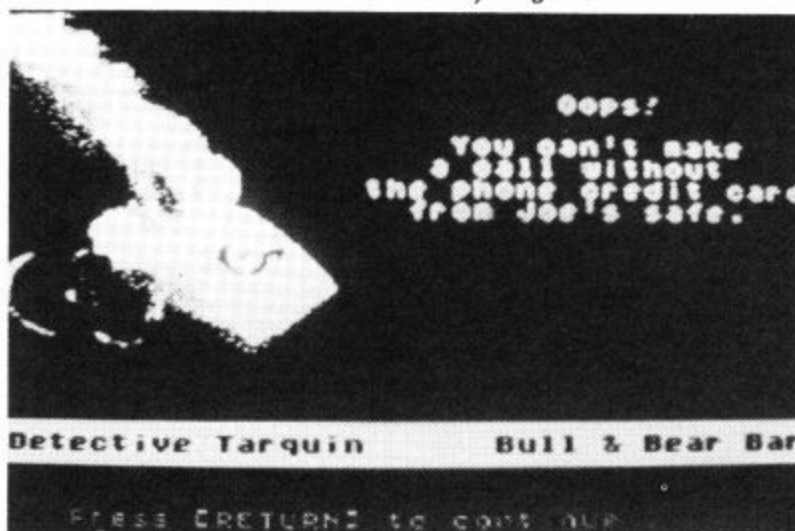 Oops!
You can't make
a call without
the phone credit card
from Joe's safe.
Detective Tarquin Bull & Bear Bar
Press [RETURN] to continue